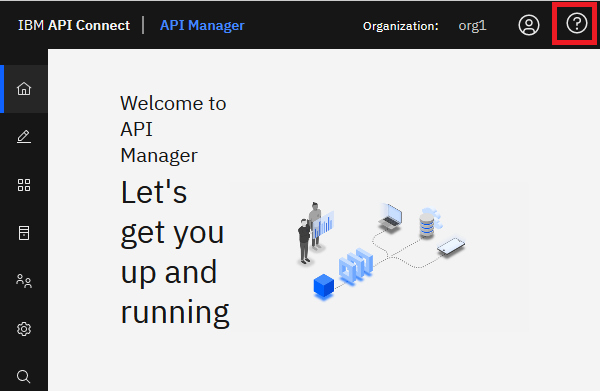 IBM API Connect | API Manager Organization: org1
Welcome to
API
Manager
Let's
get you
up and
running